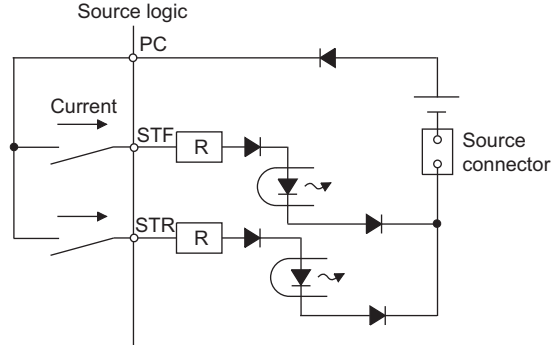 Source logic
PC
Current
STF
R
Source
connector
STR
R